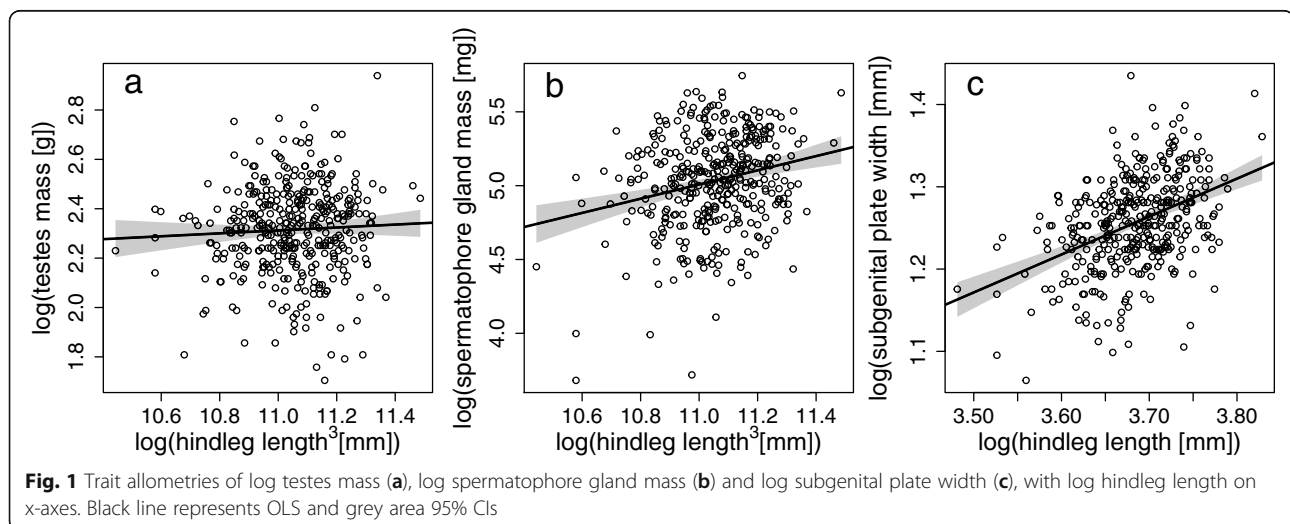 a
log(testes mass [g])
2.8
2.6
2.4
2.2
2.0
1.8
10.6 10.8 11.0 11.2 11.4
log(hindleg length³[mm])
b
log(spermatophore gland mass [mg])
5.5
5.0
4.5
4.0
10.6 10.8 11.0 11.2 11.4
log(hindleg length³[mm])
c
log(subgenital plate width [mm])
1.4
1.3
1.2
1.1
3.50 3.60 3.70 3.80
log(hindleg length [mm])
Fig. 1 Trait allometries of log testes mass (a), log spermatophore gland mass (b) and log subgenital plate width (c), with log hindleg length on
x-axes. Black line represents OLS and grey area 95% CIs